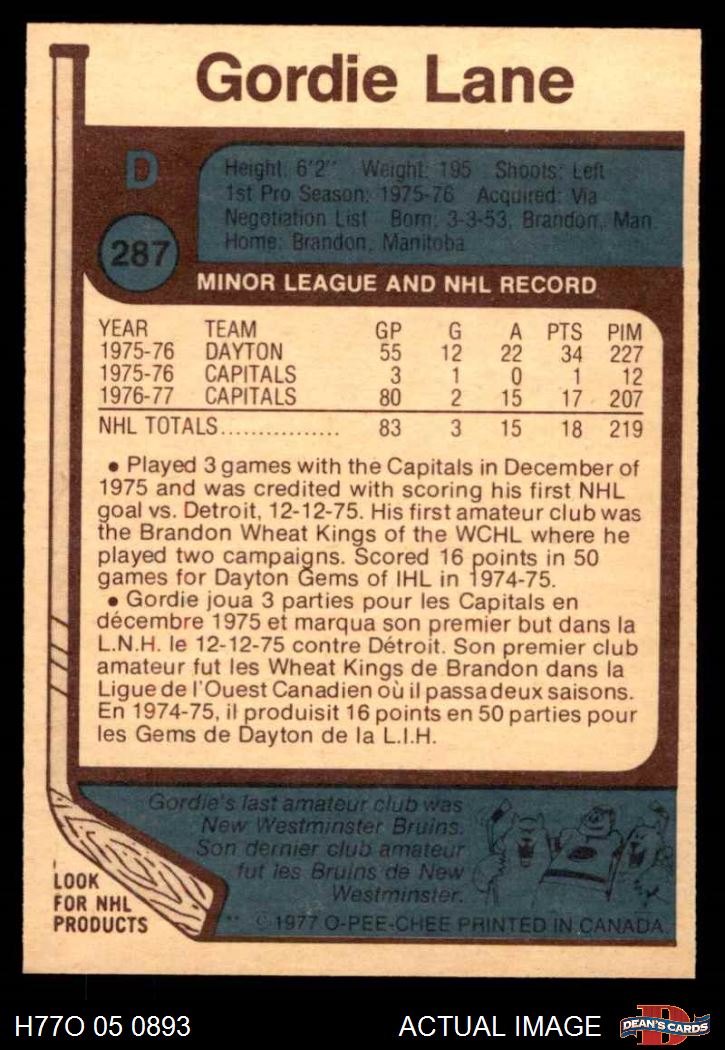 Gordie Lane
D
287
Height: 6'2" Weight: 195 Shoots: Left
1st Pro Season: 1975-76 Acquired: Via
Negotiation List Born: 3-3-53, Brandon, Man.
Home: Brandon, Manitoba
MINOR LEAGUE AND NHL RECORD
YEAR TEAM GP G A PTS PIM
1975-76 DAYTON 55 12 22 34 227
1975-76 CAPITALS 3 1 0 1 12
1976-77 CAPITALS 80 2 15 17 207
NHL TOTALS................ 83 3 15 18 219
• Played 3 games with the Capitals in December of
1975 and was credited with scoring his first NHL
goal vs. Detroit, 12-12-75. His first amateur club was
the Brandon Wheat Kings of the WCHL where he
played two campaigns. Scored 16 points in 50
games for Dayton Gems of IHL in 1974-75.
• Gordie joua 3 parties pour les Capitals en
décembre 1975 et marqua son premier but dans la
L.N.H. le 12-12-75 contre Détroit. Son premier club
amateur fut les Wheat Kings de Brandon dans la
Ligue de l'Ouest Canadien où il passa deux saisons.
En 1974-75, il produisit 16 points en 50 parties pour
les Gems de Dayton de la L.I.H.
Gordie's last amateur club was
New Westminster Bruins.
Son dernier club amateur
fut les Bruins de New
Westminster.
LOOK
FOR NHL
PRODUCTS
** © 1977 O-PEE-CHEE PRINTED IN CANADA.
H77O 05 0893 ACTUAL IMAGE
D
DEAN'S CARDS